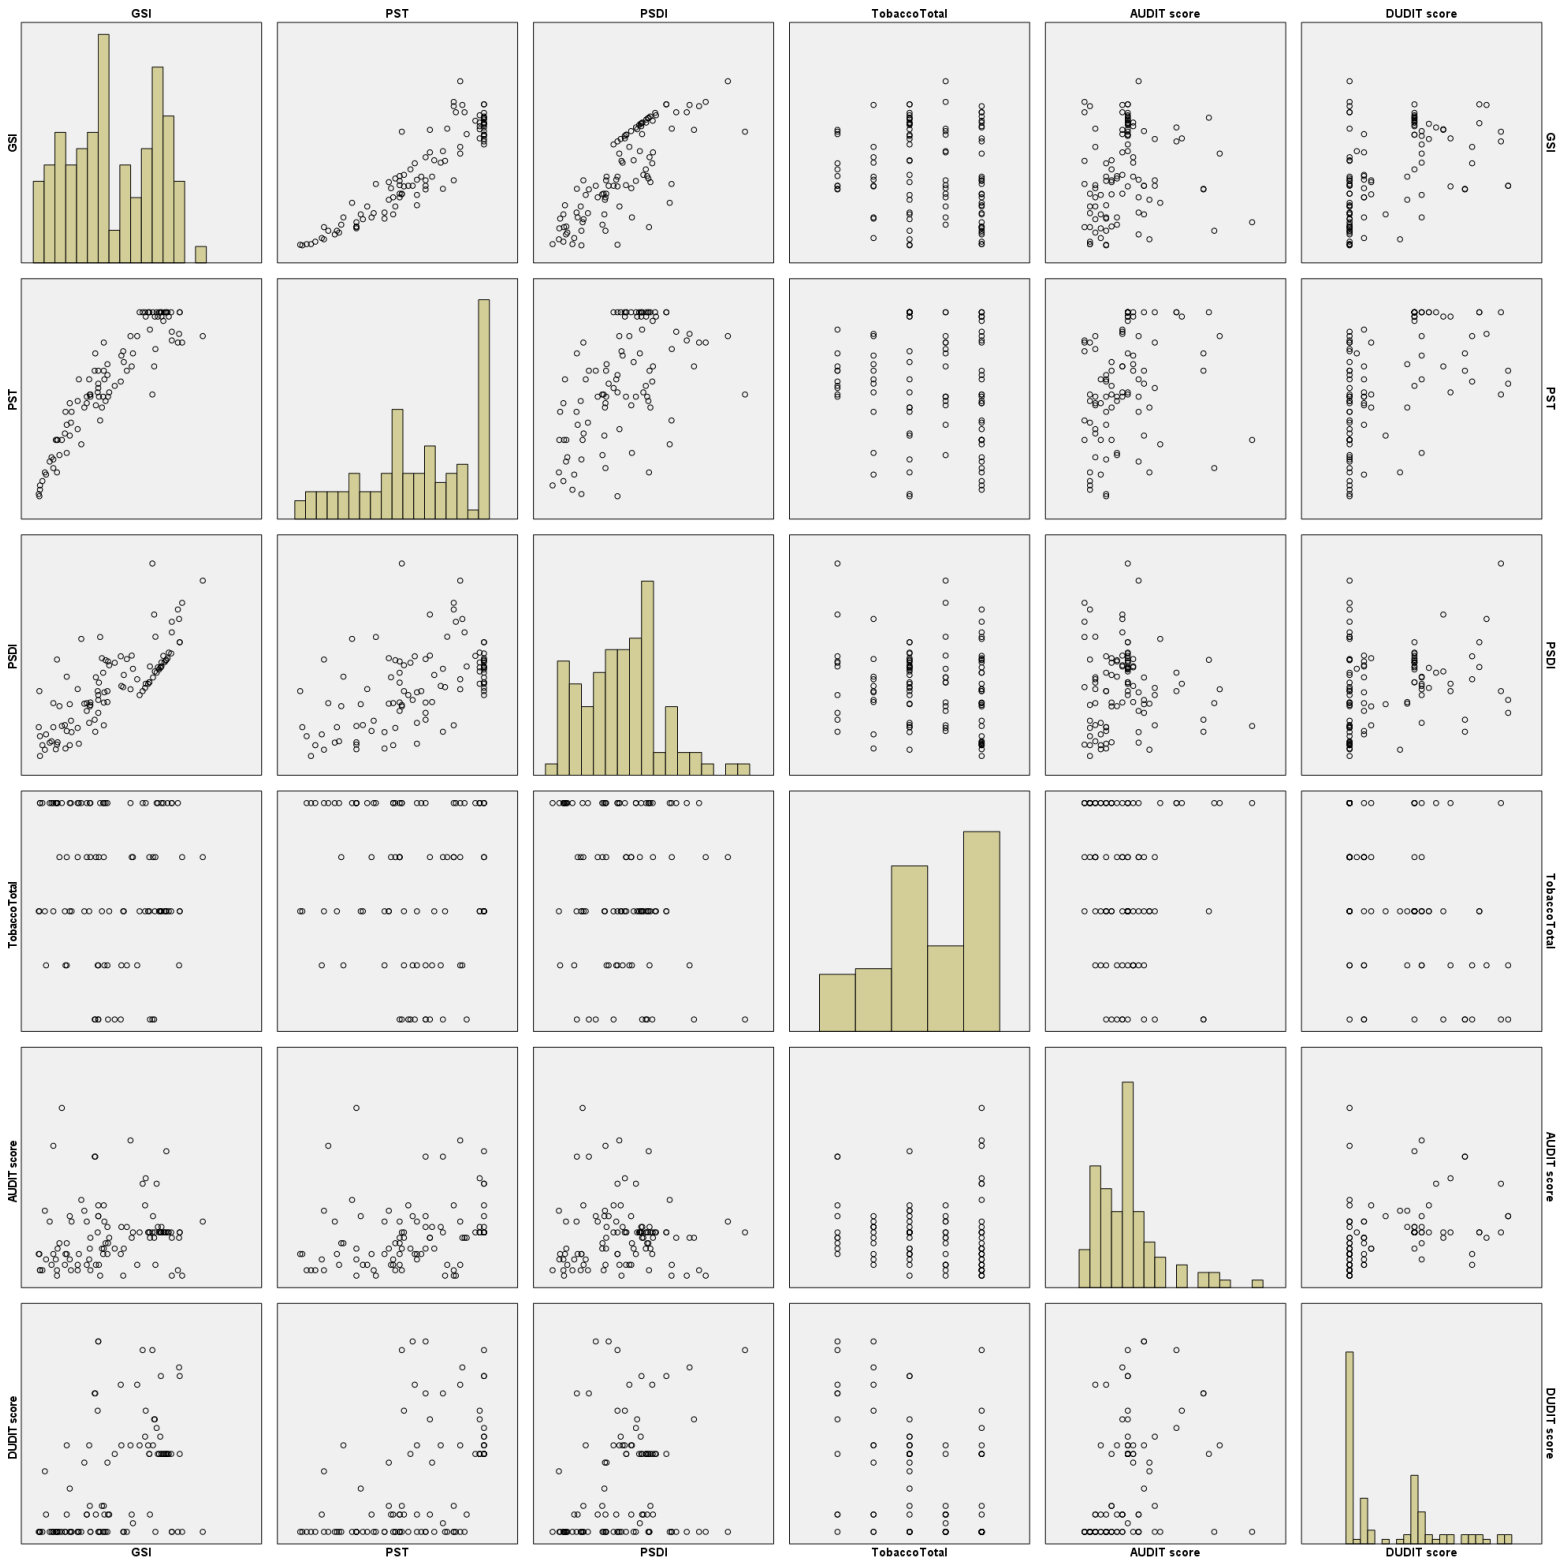 GSI PST PSDI TobaccoTotal AUDIT score DUDIT score
GSI GSI
PST PST
PSDI PSDI
TobaccoTotal TobaccoTotal
AUDIT score AUDIT score
DUDIT score DUDIT score
GSI PST PSDI TobaccoTotal AUDIT score DUDIT score